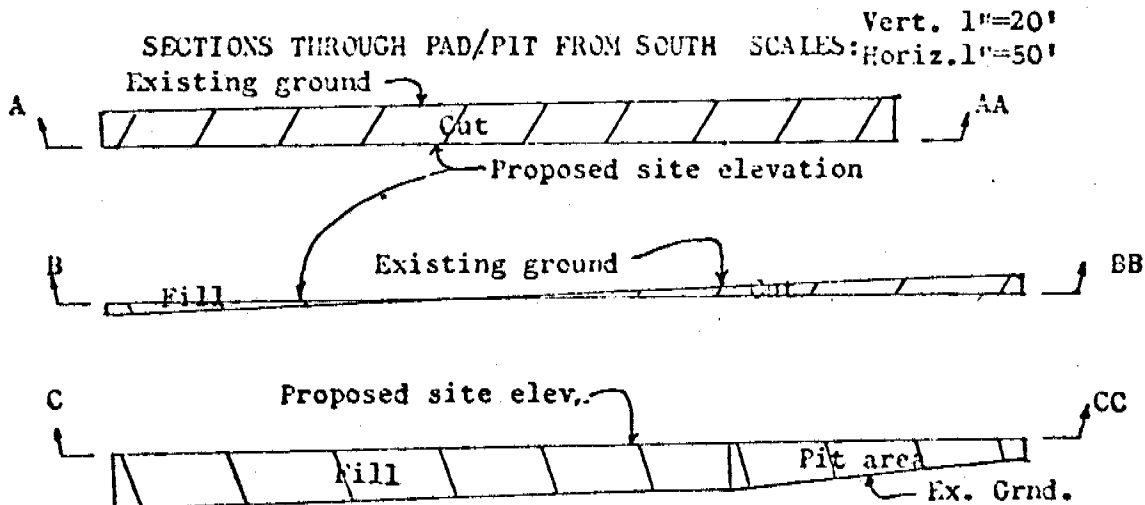 SECTIONS THROUGH PAD/PIT FROM SOUTH SCALES: Vert. 1"=20'
Horiz.1"=50'
Existing ground
A
AA
Cut
Proposed site elevation
B
Existing ground
BB
Fill
Cut
C
Proposed site elev.
CC
Fill
Pit area
Ex. Grnd.